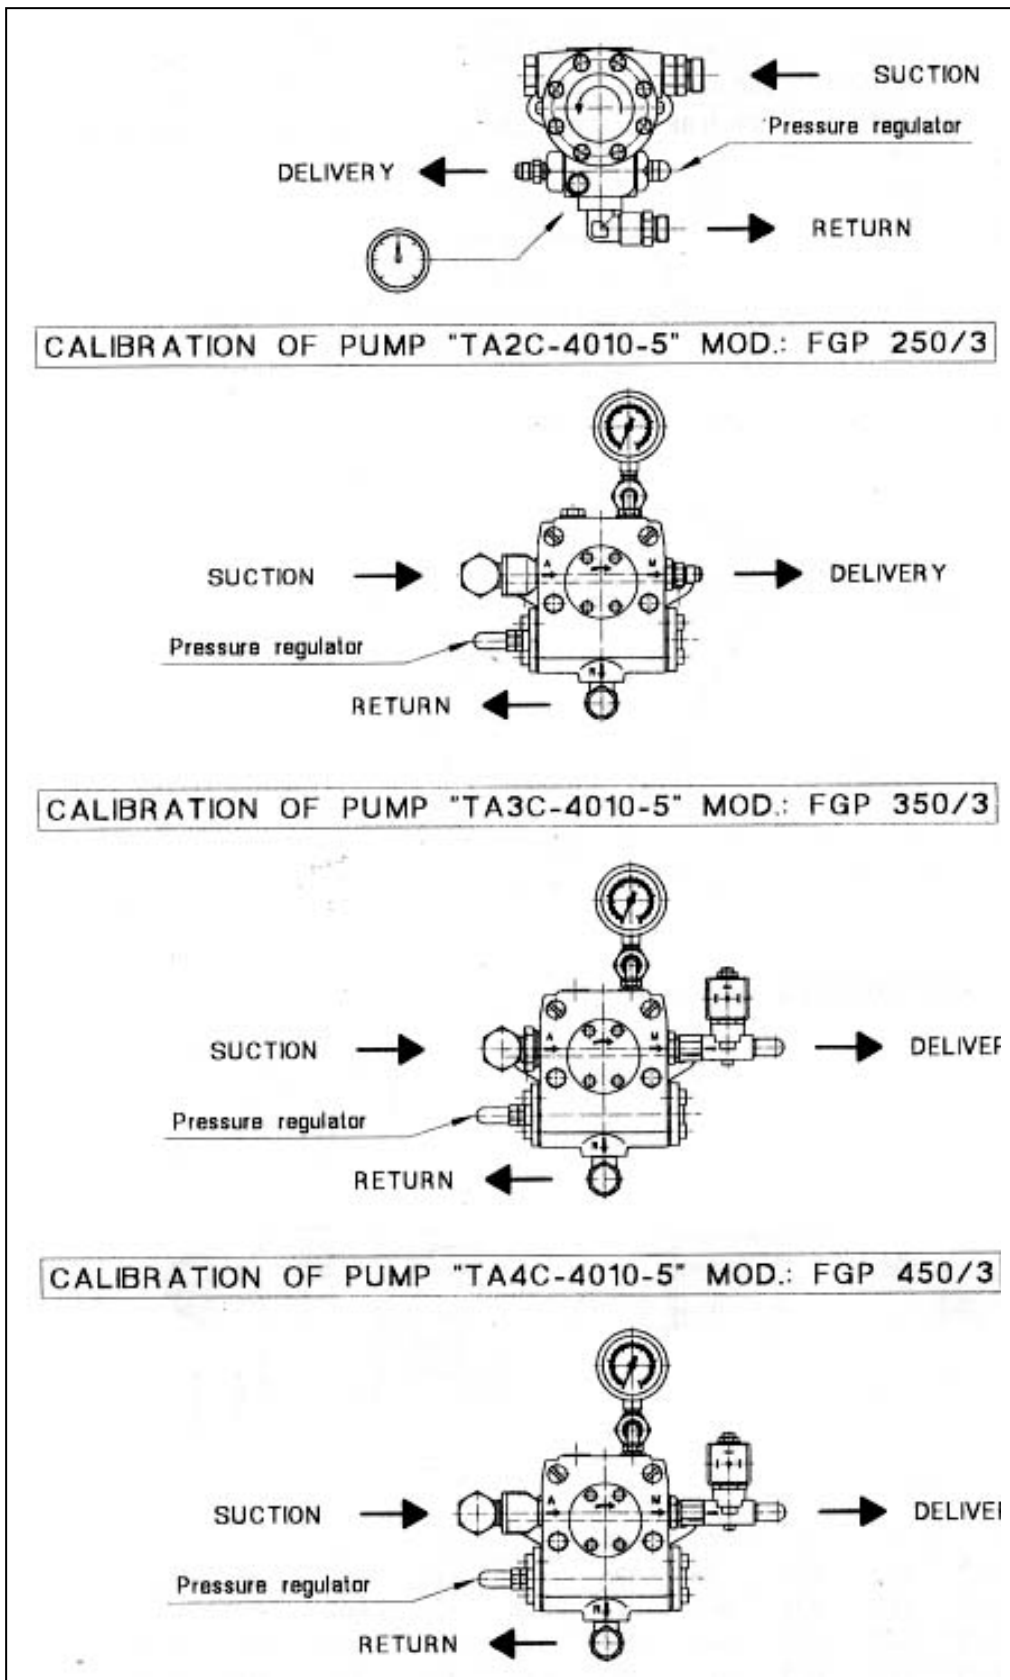 SUCTION
Pressure regulator
DELIVERY
RETURN
CALIBRATION OF PUMP "TA2C-4010-5" MOD.: FGP 250/3
A
M
SUCTION
DELIVERY
Pressure regulator
R
RETURN
CALIBRATION OF PUMP "TA3C-4010-5" MOD.: FGP 350/3
A
M
SUCTION
DELIVER
Pressure regulator
R
RETURN
CALIBRATION OF PUMP "TA4C-4010-5" MOD.: FGP 450/3
A
M
SUCTION
DELIVE
Pressure regulator
R
RETURN